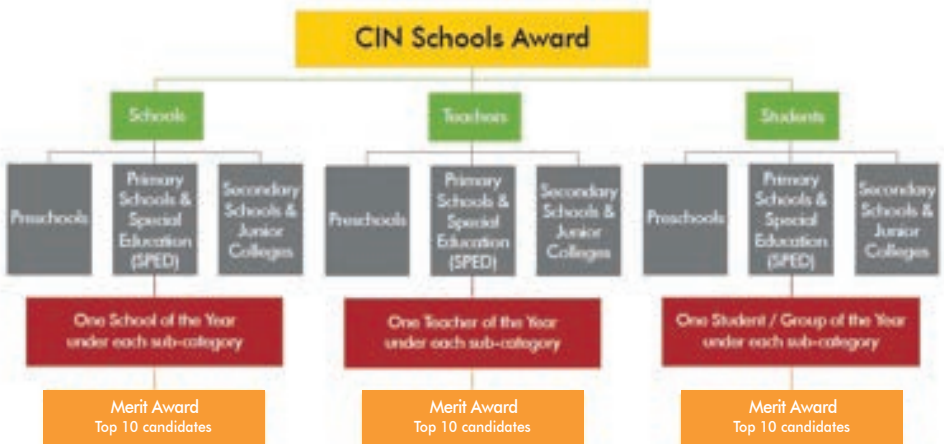 CIN Schools Award
Schools
Teachers
Students
Preschools
Primary
Schools &
Special
Education
(SPED)
Secondary
Schools &
Junior
Colleges
Preschools
Primary
Schools &
Special
Education
(SPED)
Secondary
Schools &
Junior
Colleges
Preschools
Primary
Schools &
Special
Education
(SPED)
Secondary
Schools &
Junior
Colleges
One School of the Year
under each sub-category
One Teacher of the Year
under each sub-category
One Student / Group of the Year
under each sub-category
Merit Award
Top 10 candidates
Merit Award
Top 10 candidates
Merit Award
Top 10 candidates